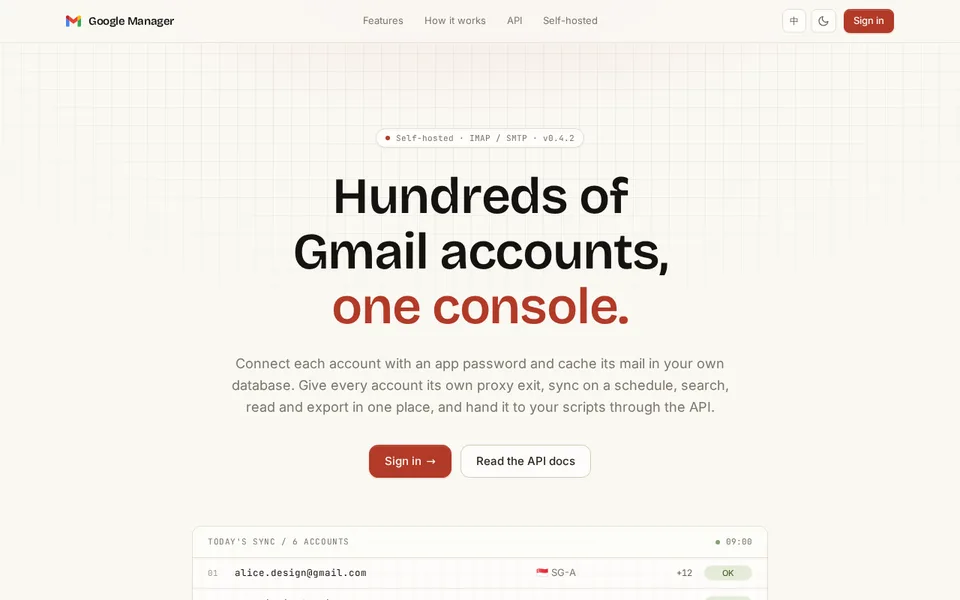 Google Manager
Features
How it works
API
Self-hosted
中
Sign in
Self-hosted · IMAP / SMTP · v0.4.2
Hundreds of
Gmail accounts,
one console.
Connect each account with an app password and cache its mail in your own
database. Give every account its own proxy exit, sync on a schedule, search,
read and export in one place, and hand it to your scripts through the API.
Sign in →
Read the API docs
TODAY'S SYNC / 6 ACCOUNTS
09:00
01 alice.design@gmail.com 🇸🇬 SG-A +12 OK